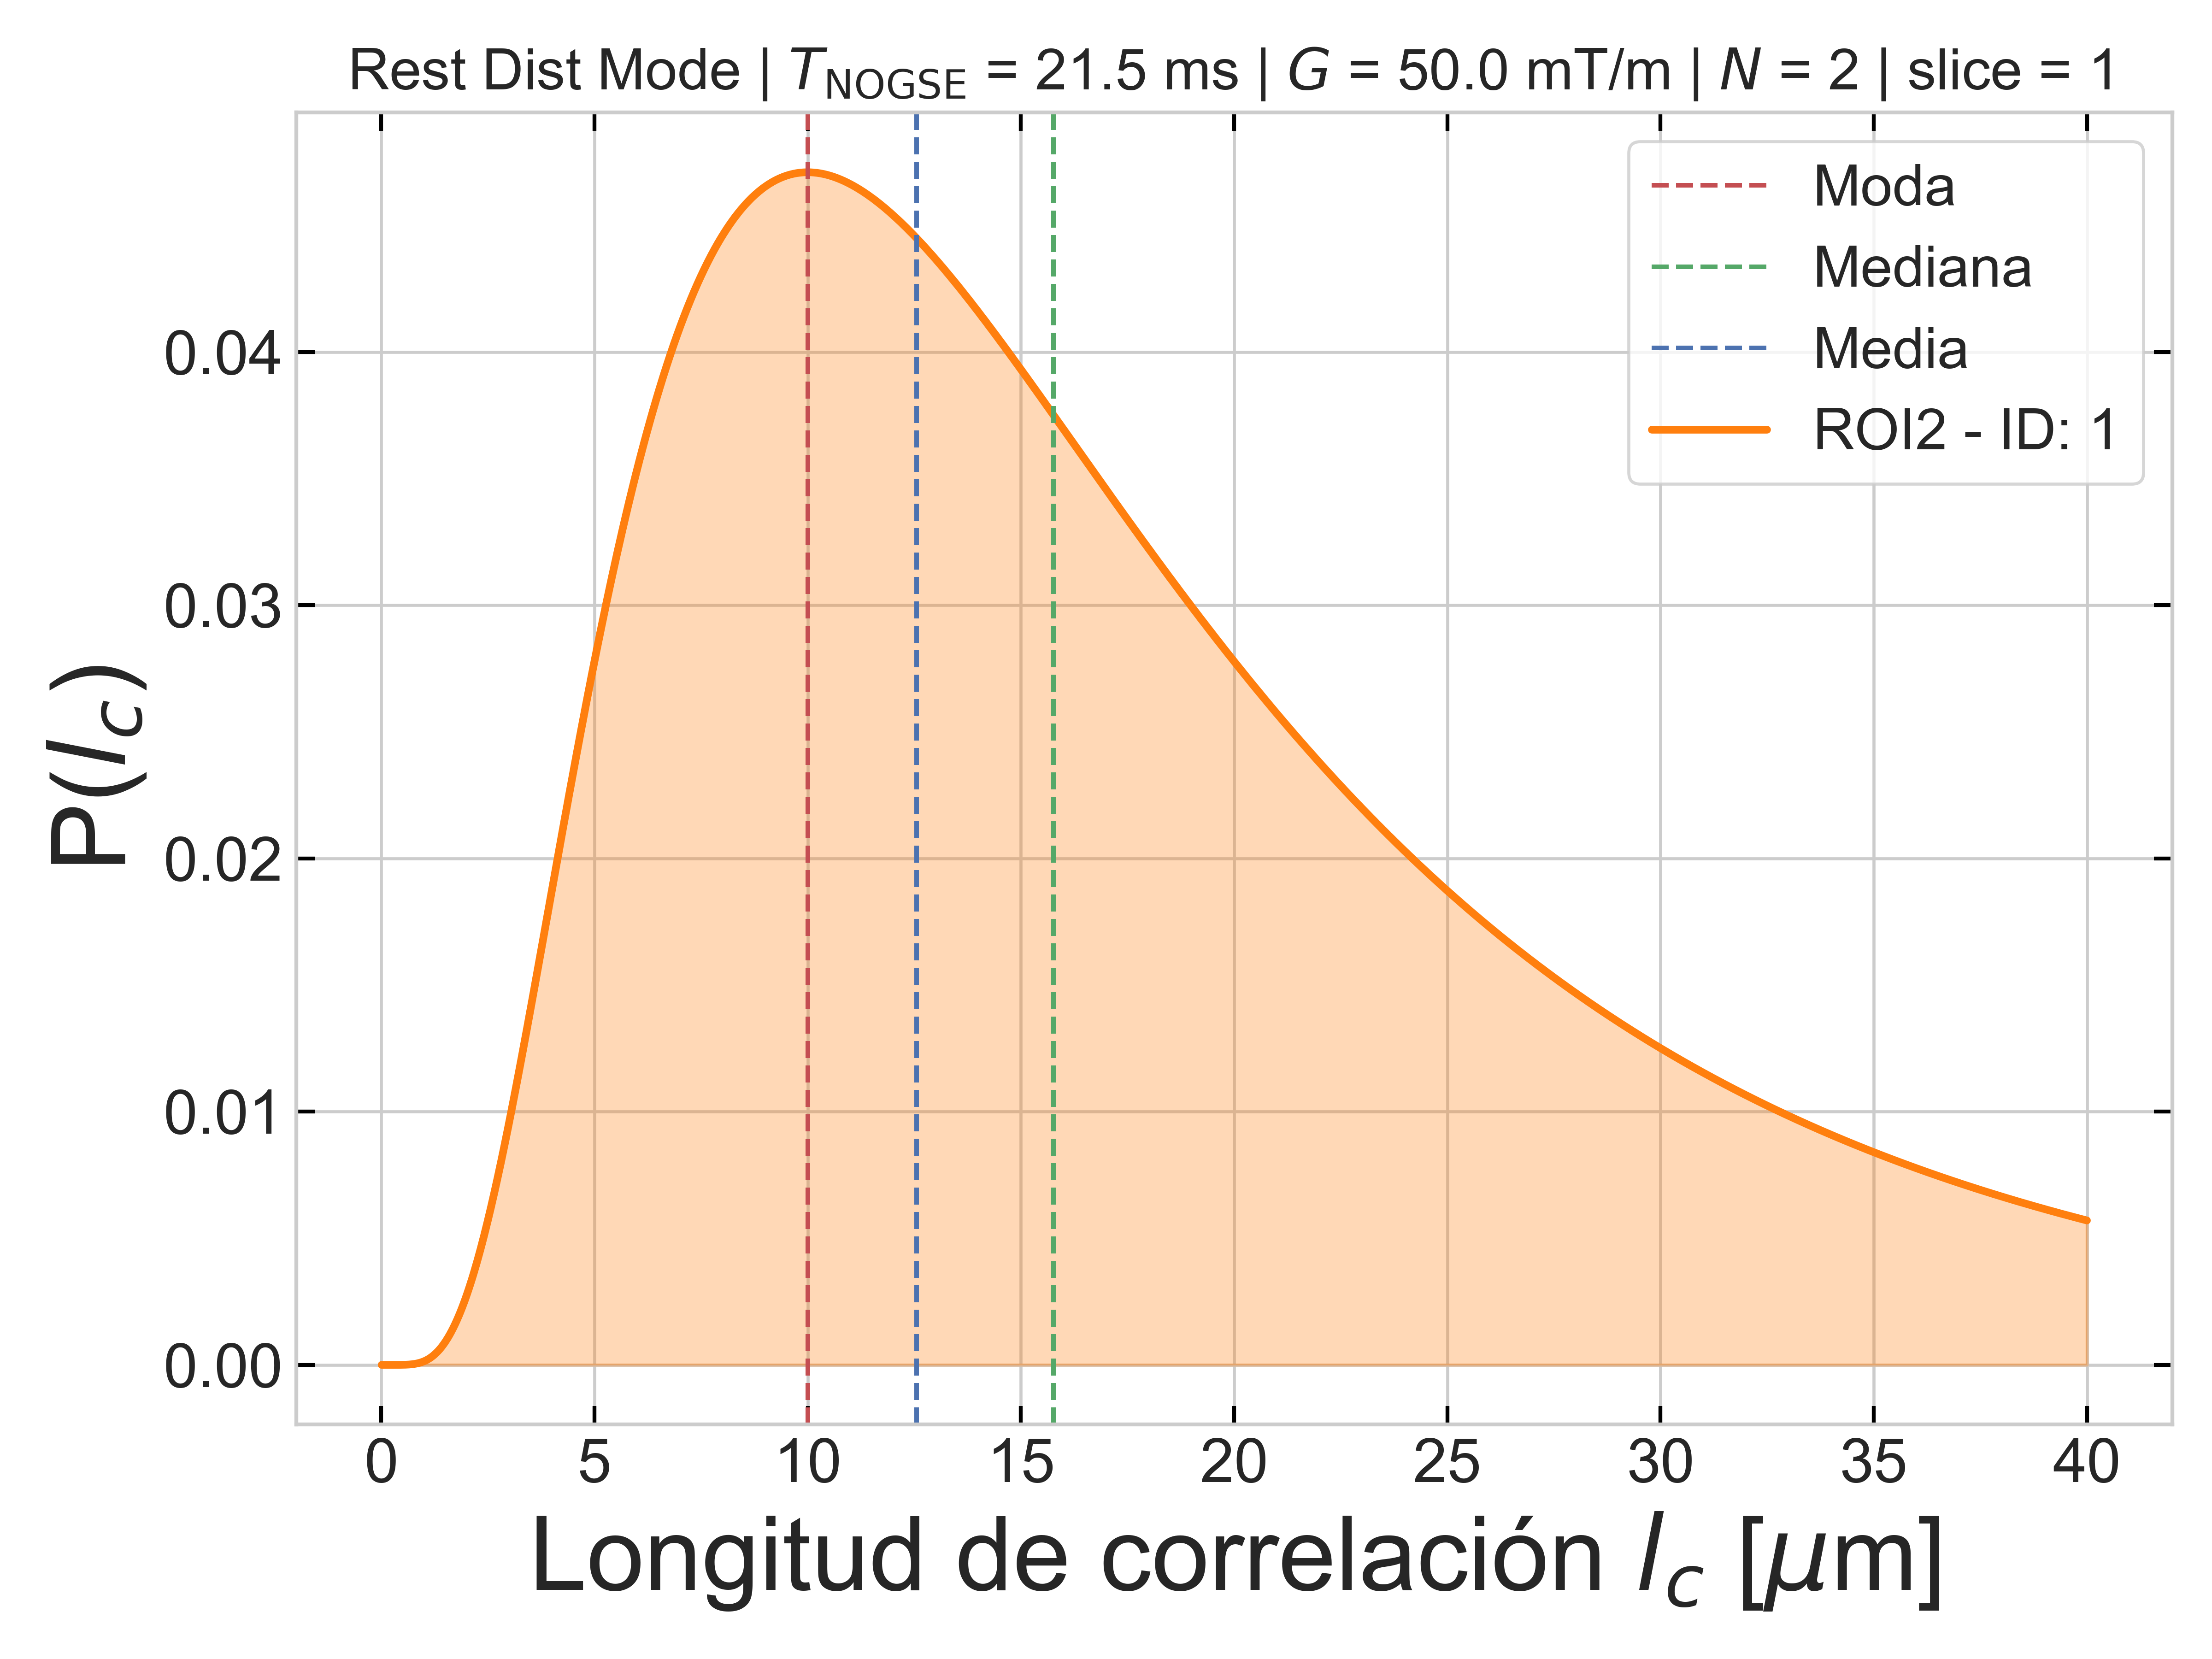 Rest Dist Mode | T_NOGSE = 21.5 ms | G = 50.0 mT/m | N = 2 | slice = 1
Moda
Mediana
Media
ROI2 - ID: 1
P(l_c)
0.04
0.03
0.02
0.01
0.00
0 5 10 15 20 25 30 35 40
Longitud de correlación l_c [μm]